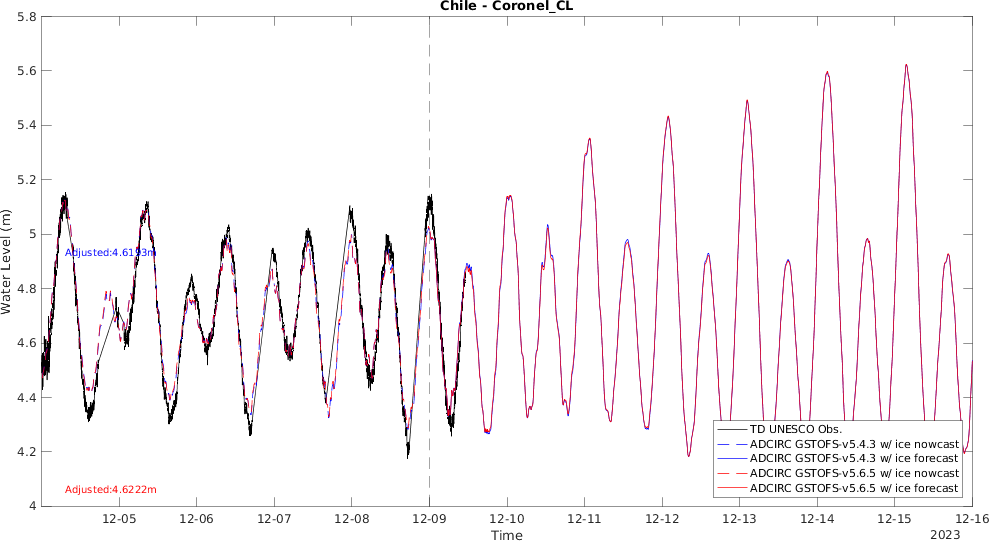 Chile - Coronel_CL
Water Level (m)
5.8
5.6
5.4
5.2
5
4.8
4.6
4.4
4.2
4
Adjusted:4.6193m
Adjusted:4.6222m
TD UNESCO Obs.
ADCIRC GSTOFS-v5.4.3 w/ ice nowcast
ADCIRC GSTOFS-v5.4.3 w/ ice forecast
ADCIRC GSTOFS-v5.6.5 w/ ice nowcast
ADCIRC GSTOFS-v5.6.5 w/ ice forecast
12-05 12-06 12-07 12-08 12-09 12-10 12-11 12-12 12-13 12-14 12-15 12-16
Time
2023